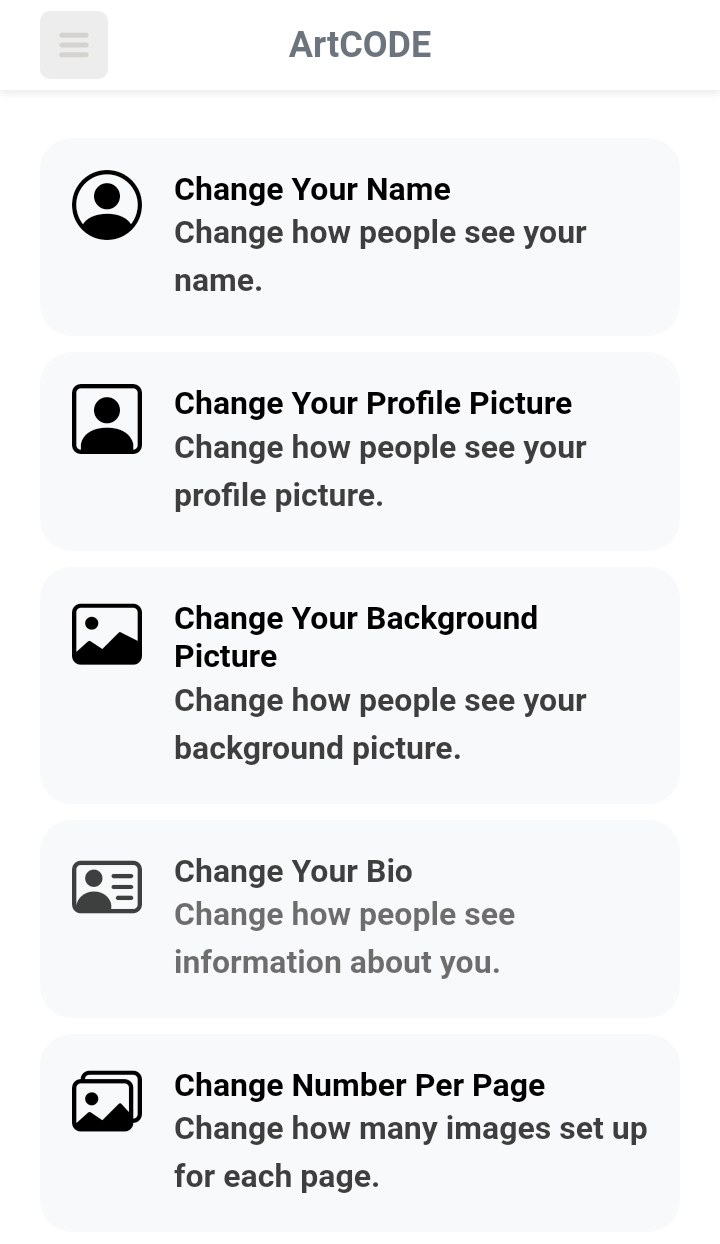 ArtCODE
Change Your Name
Change how people see your
name.
Change Your Profile Picture
Change how people see your
profile picture.
Change Your Background
Picture
Change how people see your
background picture.
Change Your Bio
Change how people see
information about you.
Change Number Per Page
Change how many images set up
for each page.